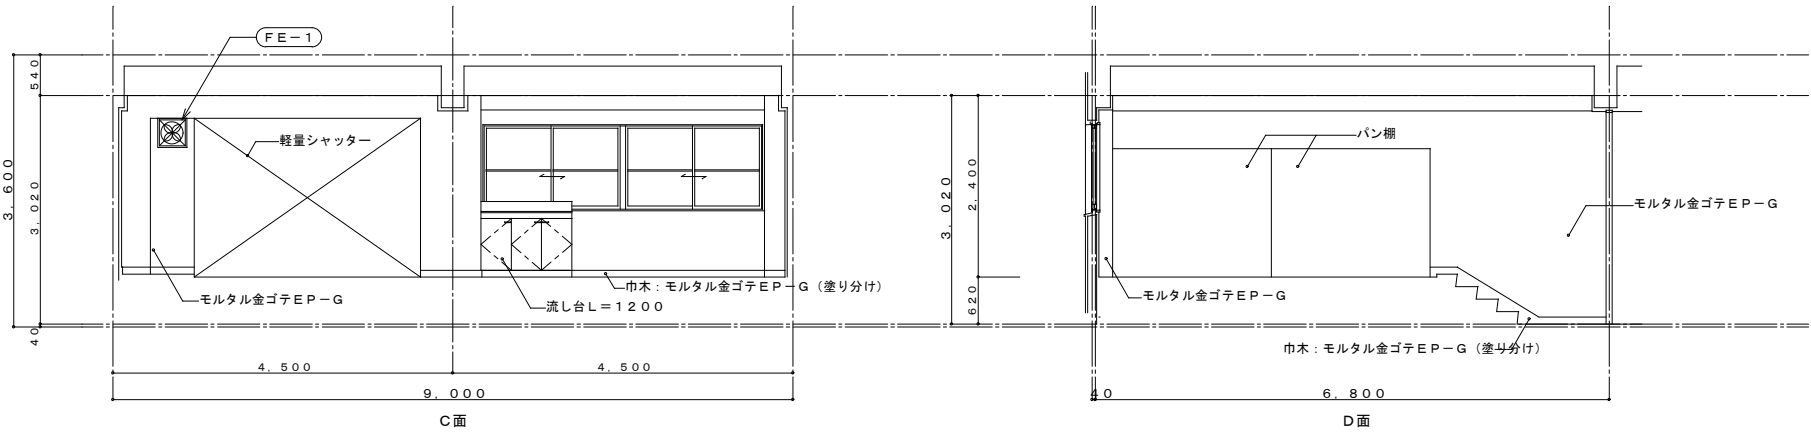 ＦＥ－１
５４０
３，６００
３，０２０
４０
軽量シャッター
モルタル金ゴテＥＰ－Ｇ
巾木：モルタル金ゴテＥＰ－Ｇ（塗り分け）
流し台Ｌ＝１２００
４，５００
４，５００
９，０００
Ｃ面
３，０２０
２，４００
６２０
パン棚
モルタル金ゴテＥＰ－Ｇ
モルタル金ゴテＥＰ－Ｇ
巾木：モルタル金ゴテＥＰ－Ｇ（塗り分け）
４０
６，８００
Ｄ面